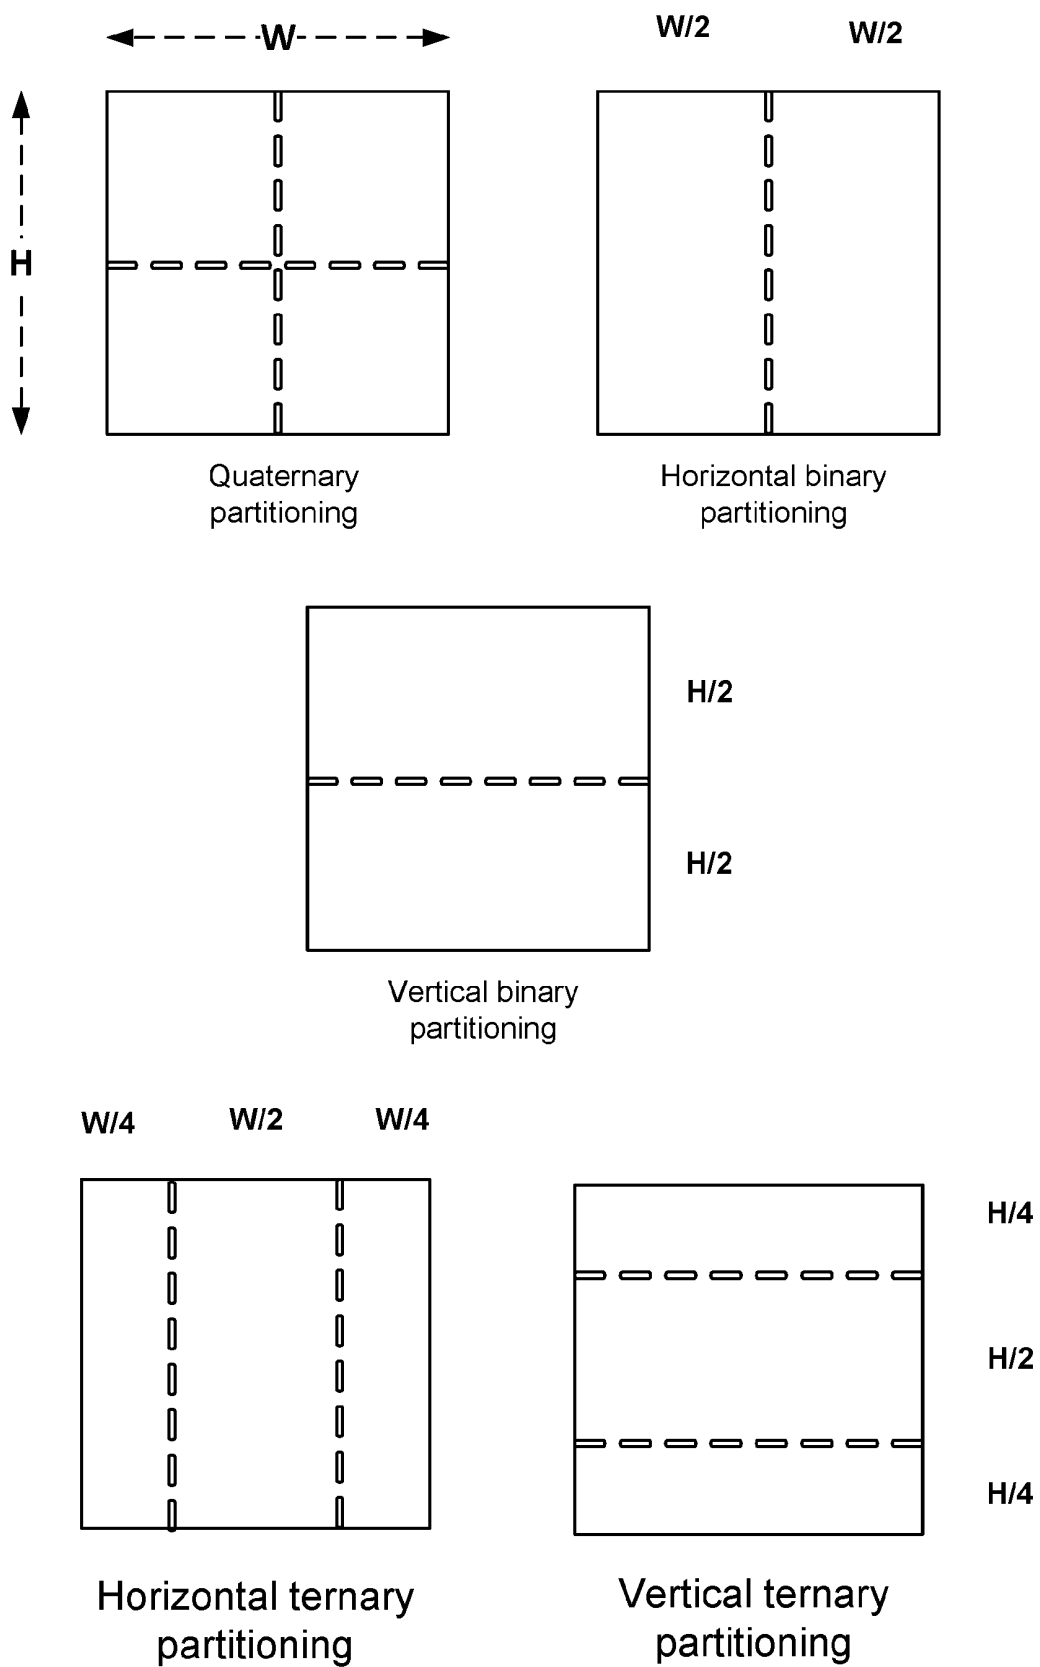 W
W/2 W/2
H
Quaternary
partitioning
Horizontal binary
partitioning
H/2
H/2
Vertical binary
partitioning
W/4 W/2 W/4
H/4
H/2
H/4
Horizontal ternary
partitioning
Vertical ternary
partitioning